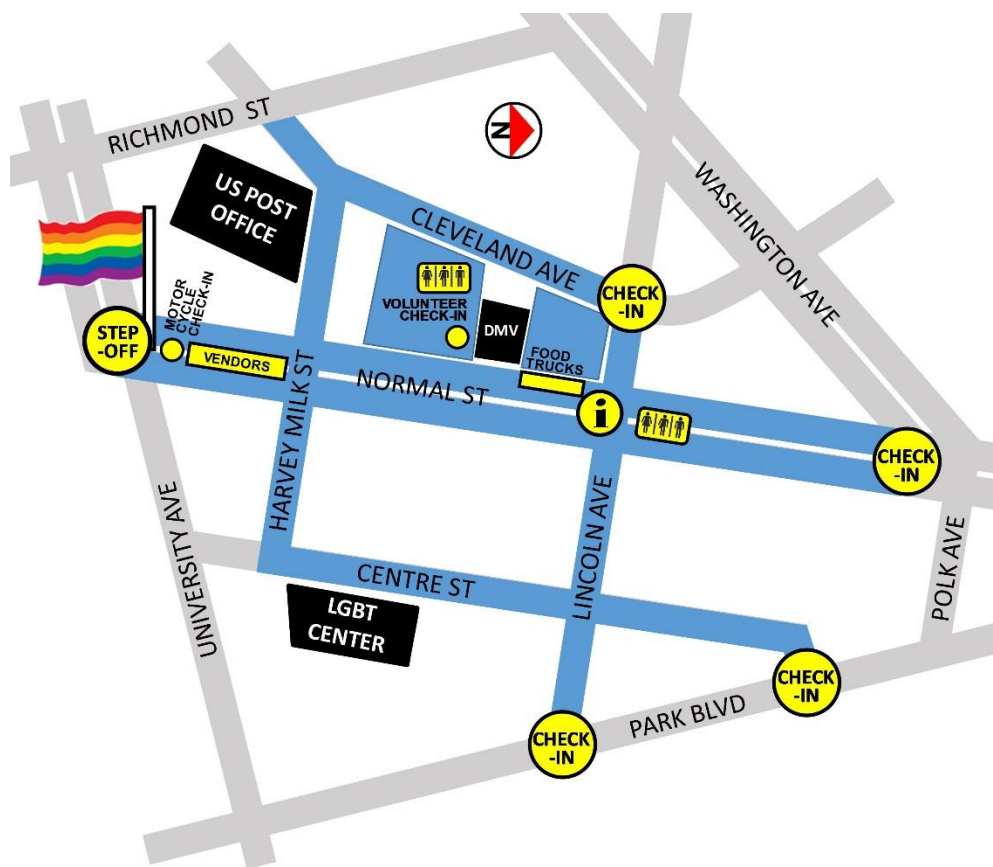 RICHMOND ST
US POST
OFFICE
N
WASHINGTON AVE
CLEVELAND AVE
CHECK
-IN
VOLUNTEER
CHECK-IN
DMV
FOOD
TRUCKS
MOTOR
CYCLE
CHECK-IN
STEP
-OFF
VENDORS
NORMAL ST
i
HARVEY MILK ST
CHECK
-IN
LINCOLN AVE
POLK AVE
UNIVERSITY AVE
CENTRE ST
LGBT
CENTER
CHECK
-IN
PARK BLVD
CHECK
-IN